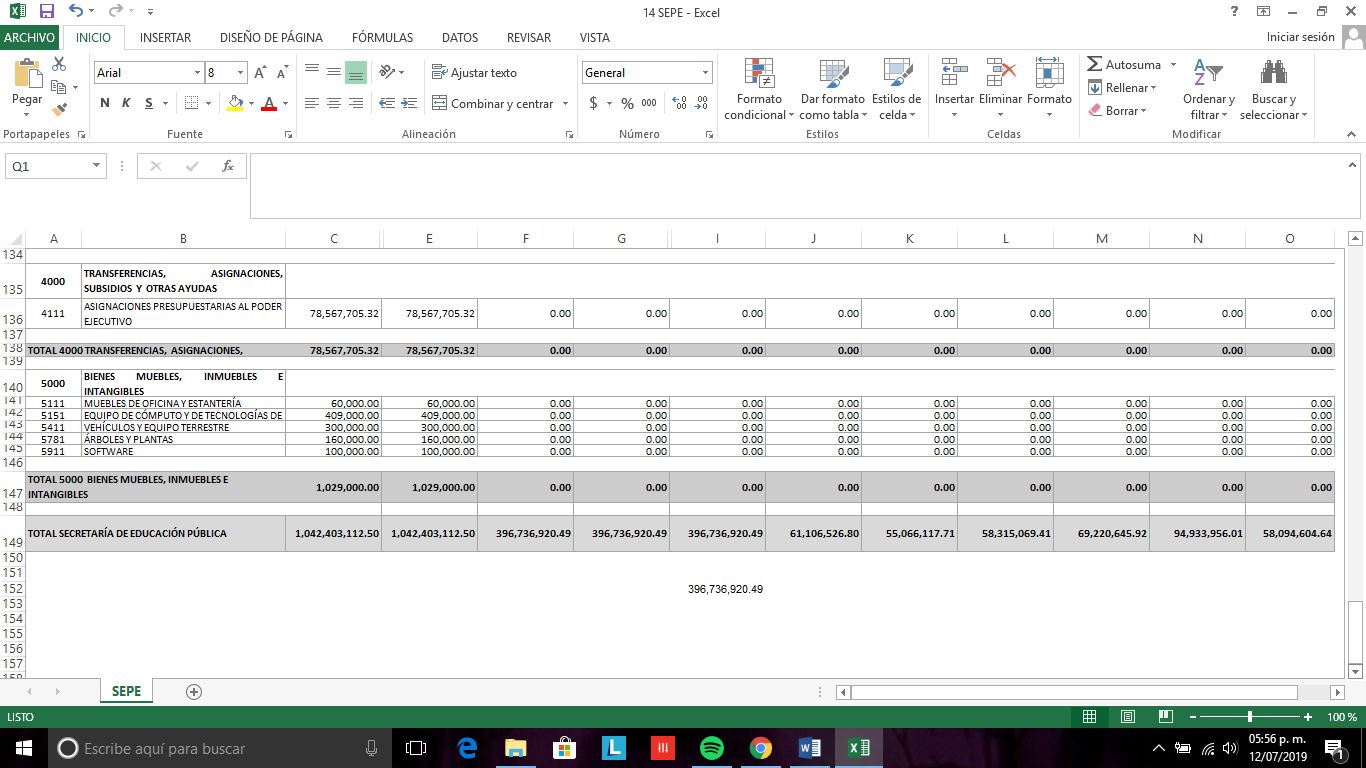 14 SEPE - Excel
?
ARCHIVO INICIO INSERTAR DISEÑO DE PÁGINA FÓRMULAS DATOS REVISAR VISTA Iniciar sesión
Pegar
Arial 8
N K S
Ajustar texto
Combinar y centrar
General
$ % 000
Formato condicional
Dar formato como tabla
Estilos de celda
Insertar Eliminar Formato
Autosuma
Rellenar
Borrar
Ordenar y filtrar
Buscar y seleccionar
Portapapeles Fuente Alineación Número Estilos Celdas Modificar
Q1 fx
A B C E F G I J K L M N O
134
135 4000 TRANSFERENCIAS, ASIGNACIONES,
SUBSIDIOS Y OTRAS AYUDAS
136 4111 ASIGNACIONES PRESUPUESTARIAS AL PODER
EJECUTIVO 78,567,705.32 78,567,705.32 0.00 0.00 0.00 0.00 0.00 0.00 0.00 0.00 0.00
137
138 TOTAL 4000 TRANSFERENCIAS, ASIGNACIONES, 78,567,705.32 78,567,705.32 0.00 0.00 0.00 0.00 0.00 0.00 0.00 0.00 0.00
139
140 5000 BIENES MUEBLES, INMUEBLES E
INTANGIBLES
141 5111 MUEBLES DE OFICINA Y ESTANTERÍA 60,000.00 60,000.00 0.00 0.00 0.00 0.00 0.00 0.00 0.00 0.00 0.00
142 5151 EQUIPO DE CÓMPUTO Y DE TECNOLOGÍAS DE 409,000.00 409,000.00 0.00 0.00 0.00 0.00 0.00 0.00 0.00 0.00 0.00
143 5411 VEHÍCULOS Y EQUIPO TERRESTRE 300,000.00 300,000.00 0.00 0.00 0.00 0.00 0.00 0.00 0.00 0.00 0.00
144 5781 ÁRBOLES Y PLANTAS 160,000.00 160,000.00 0.00 0.00 0.00 0.00 0.00 0.00 0.00 0.00 0.00
145 5911 SOFTWARE 100,000.00 100,000.00 0.00 0.00 0.00 0.00 0.00 0.00 0.00 0.00 0.00
146
147 TOTAL 5000 BIENES MUEBLES, INMUEBLES E
INTANGIBLES 1,029,000.00 1,029,000.00 0.00 0.00 0.00 0.00 0.00 0.00 0.00 0.00 0.00
148
149 TOTAL SECRETARÍA DE EDUCACIÓN PÚBLICA 1,042,403,112.50 1,042,403,112.50 396,736,920.49 396,736,920.49 396,736,920.49 61,106,526.80 55,066,117.71 58,315,069.41 69,220,645.92 94,933,956.01 58,094,604.64
150
151
152 396,736,920.49
153
154
155
156
157
158
SEPE
LISTO 100 %
Escribe aquí para buscar
05:56 p. m.
12/07/2019
1